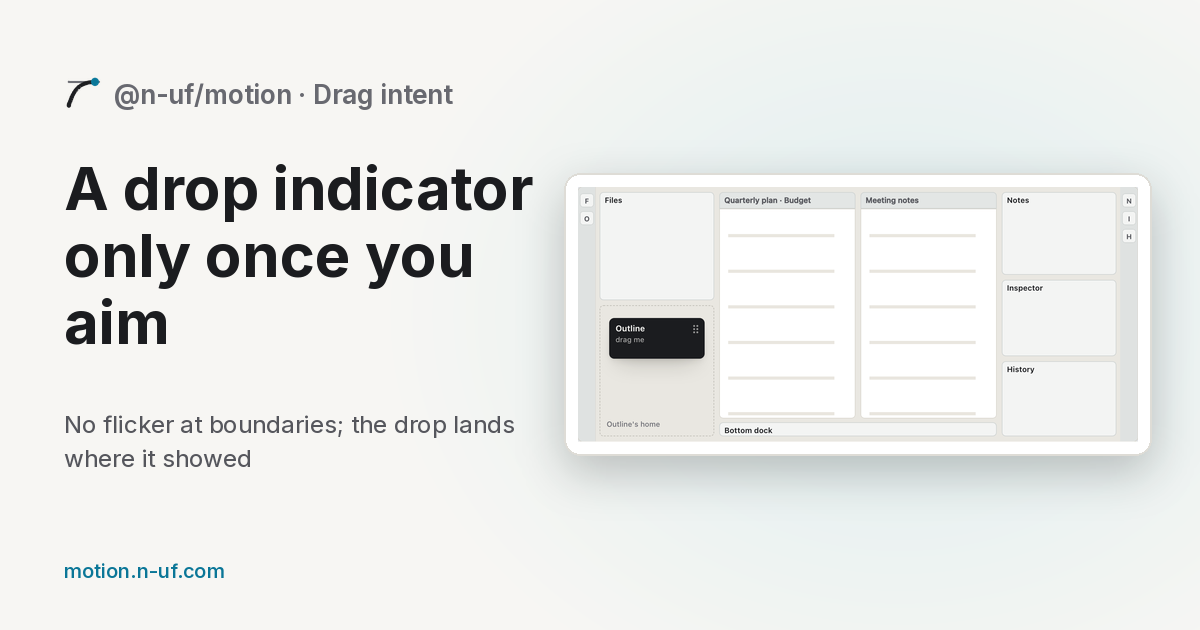 @n-uf/motion · Drag intent
A drop indicator
only once you
aim
No flicker at boundaries; the drop lands
where it showed
motion.n-uf.com
F
O
Files
Outline
drag me
Outline's home
Quarterly plan · Budget
Meeting notes
Bottom dock
Notes
Inspector
History
N
I
H